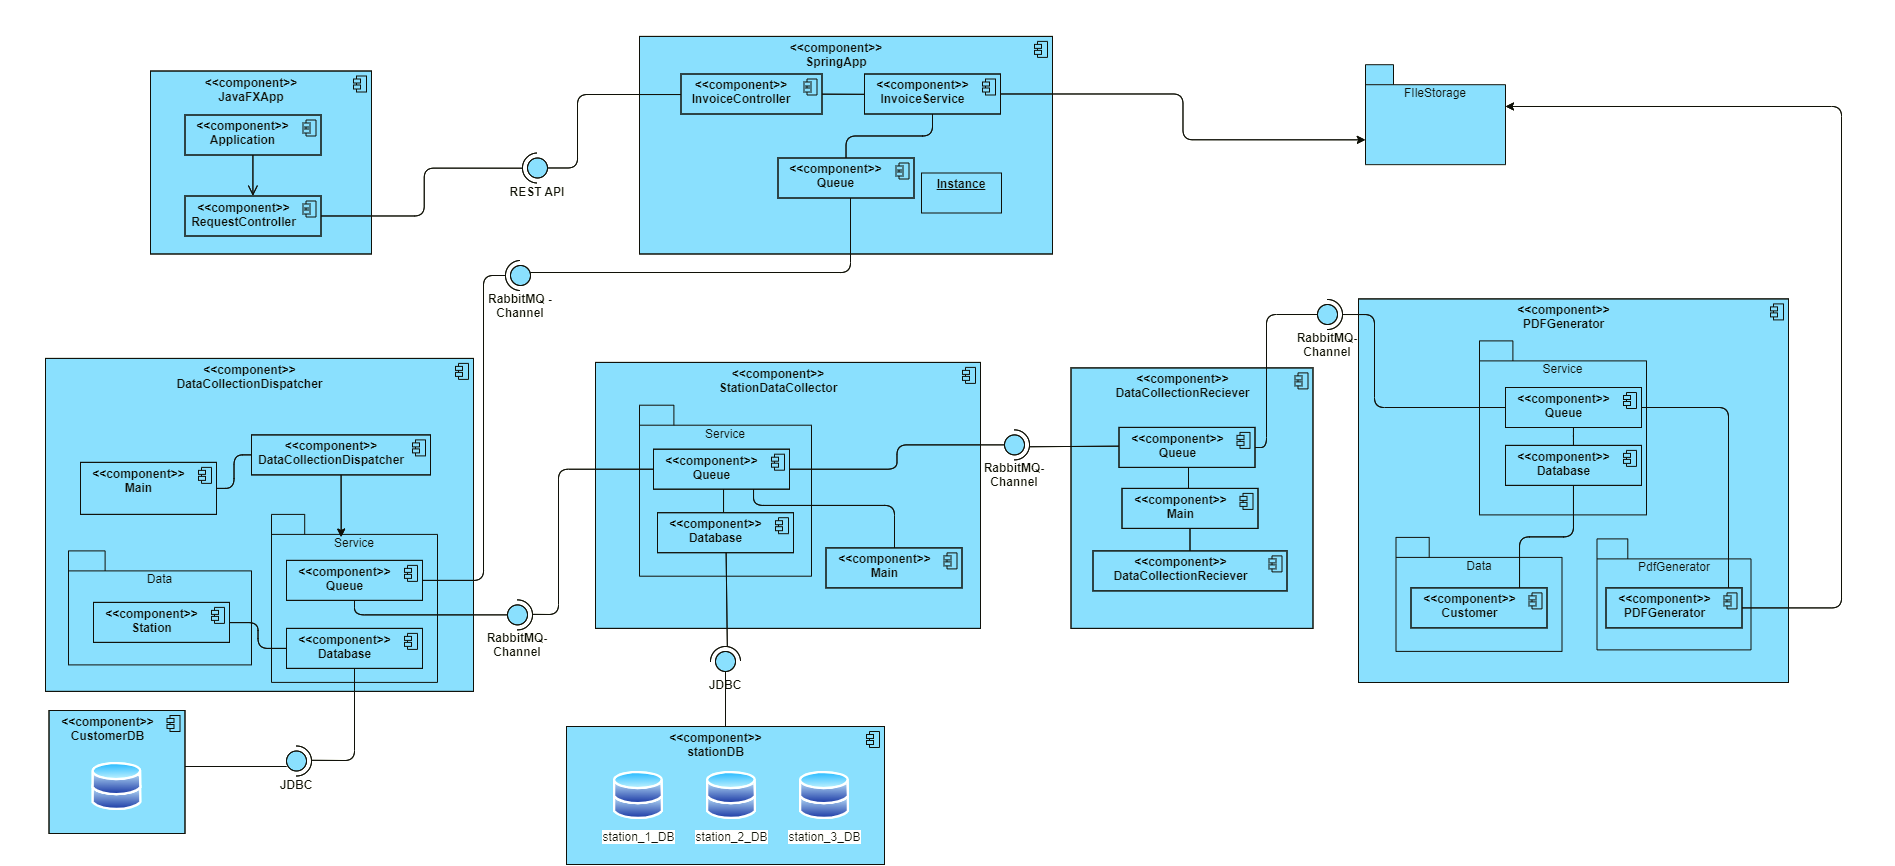 <<component>>
JavaFXApp
<<component>>
Application
<<component>>
RequestController
REST API
<<component>>
SpringApp
<<component>>
InvoiceController
<<component>>
InvoiceService
<<component>>
Queue
Instance
FIleStorage
RabbitMQ -
Channel
<<component>>
DataCollectionDispatcher
<<component>>
DataCollectionDispatcher
<<component>>
Main
Service
<<component>>
Queue
<<component>>
Database
Data
<<component>>
Station
RabbitMQ-
Channel
<<component>>
CustomerDB
JDBC
<<component>>
StationDataCollector
Service
<<component>>
Queue
<<component>>
Database
<<component>>
Main
JDBC
<<component>>
stationDB
station_1_DB
station_2_DB
station_3_DB
RabbitMQ-
Channel
<<component>>
DataCollectionReciever
<<component>>
Queue
<<component>>
Main
<<component>>
DataCollectionReciever
RabbitMQ-
Channel
<<component>>
PDFGenerator
Service
<<component>>
Queue
<<component>>
Database
Data
<<component>>
Customer
PdfGenerator
<<component>>
PDFGenerator